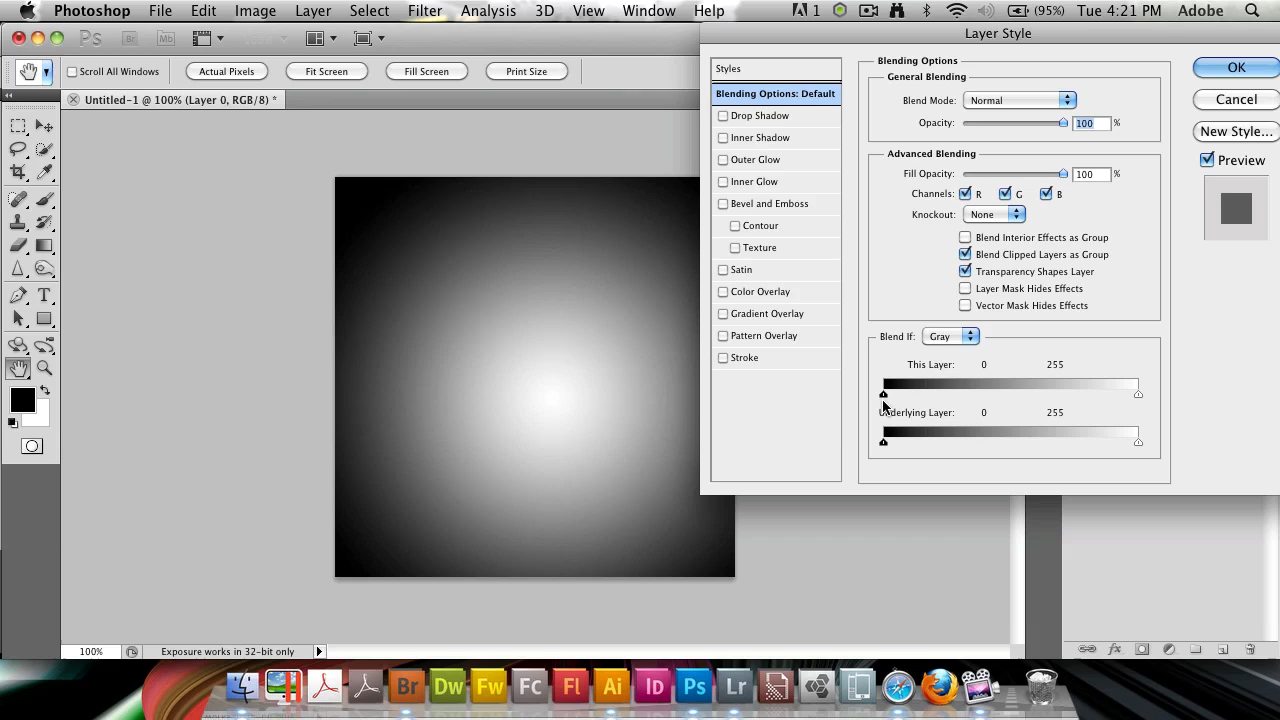 Photoshop File Edit Image Layer Select Filter Analysis 3D View Window Help 1 (95%) Tue 4:21 PM Adobe
Layer Style
Ps Br Mb
Scroll All Windows Actual Pixels Fit Screen Fill Screen Print Size
Untitled-1 @ 100% (Layer 0, RGB/8) *
Styles
Blending Options: Default
Drop Shadow
Inner Shadow
Outer Glow
Inner Glow
Bevel and Emboss
Contour
Texture
Satin
Color Overlay
Gradient Overlay
Pattern Overlay
Stroke
Blending Options
General Blending
Blend Mode: Normal
Opacity: 100 %
Advanced Blending
Fill Opacity: 100 %
Channels: R G B
Knockout: None
Blend Interior Effects as Group
Blend Clipped Layers as Group
Transparency Shapes Layer
Layer Mask Hides Effects
Vector Mask Hides Effects
Blend If: Gray
This Layer: 0 255
Underlying Layer: 0 255
OK
Cancel
New Style...
Preview
T
100% Exposure works in 32-bit only
fx
Br Dw Fw Fc Fl Ai Id Ps Lr